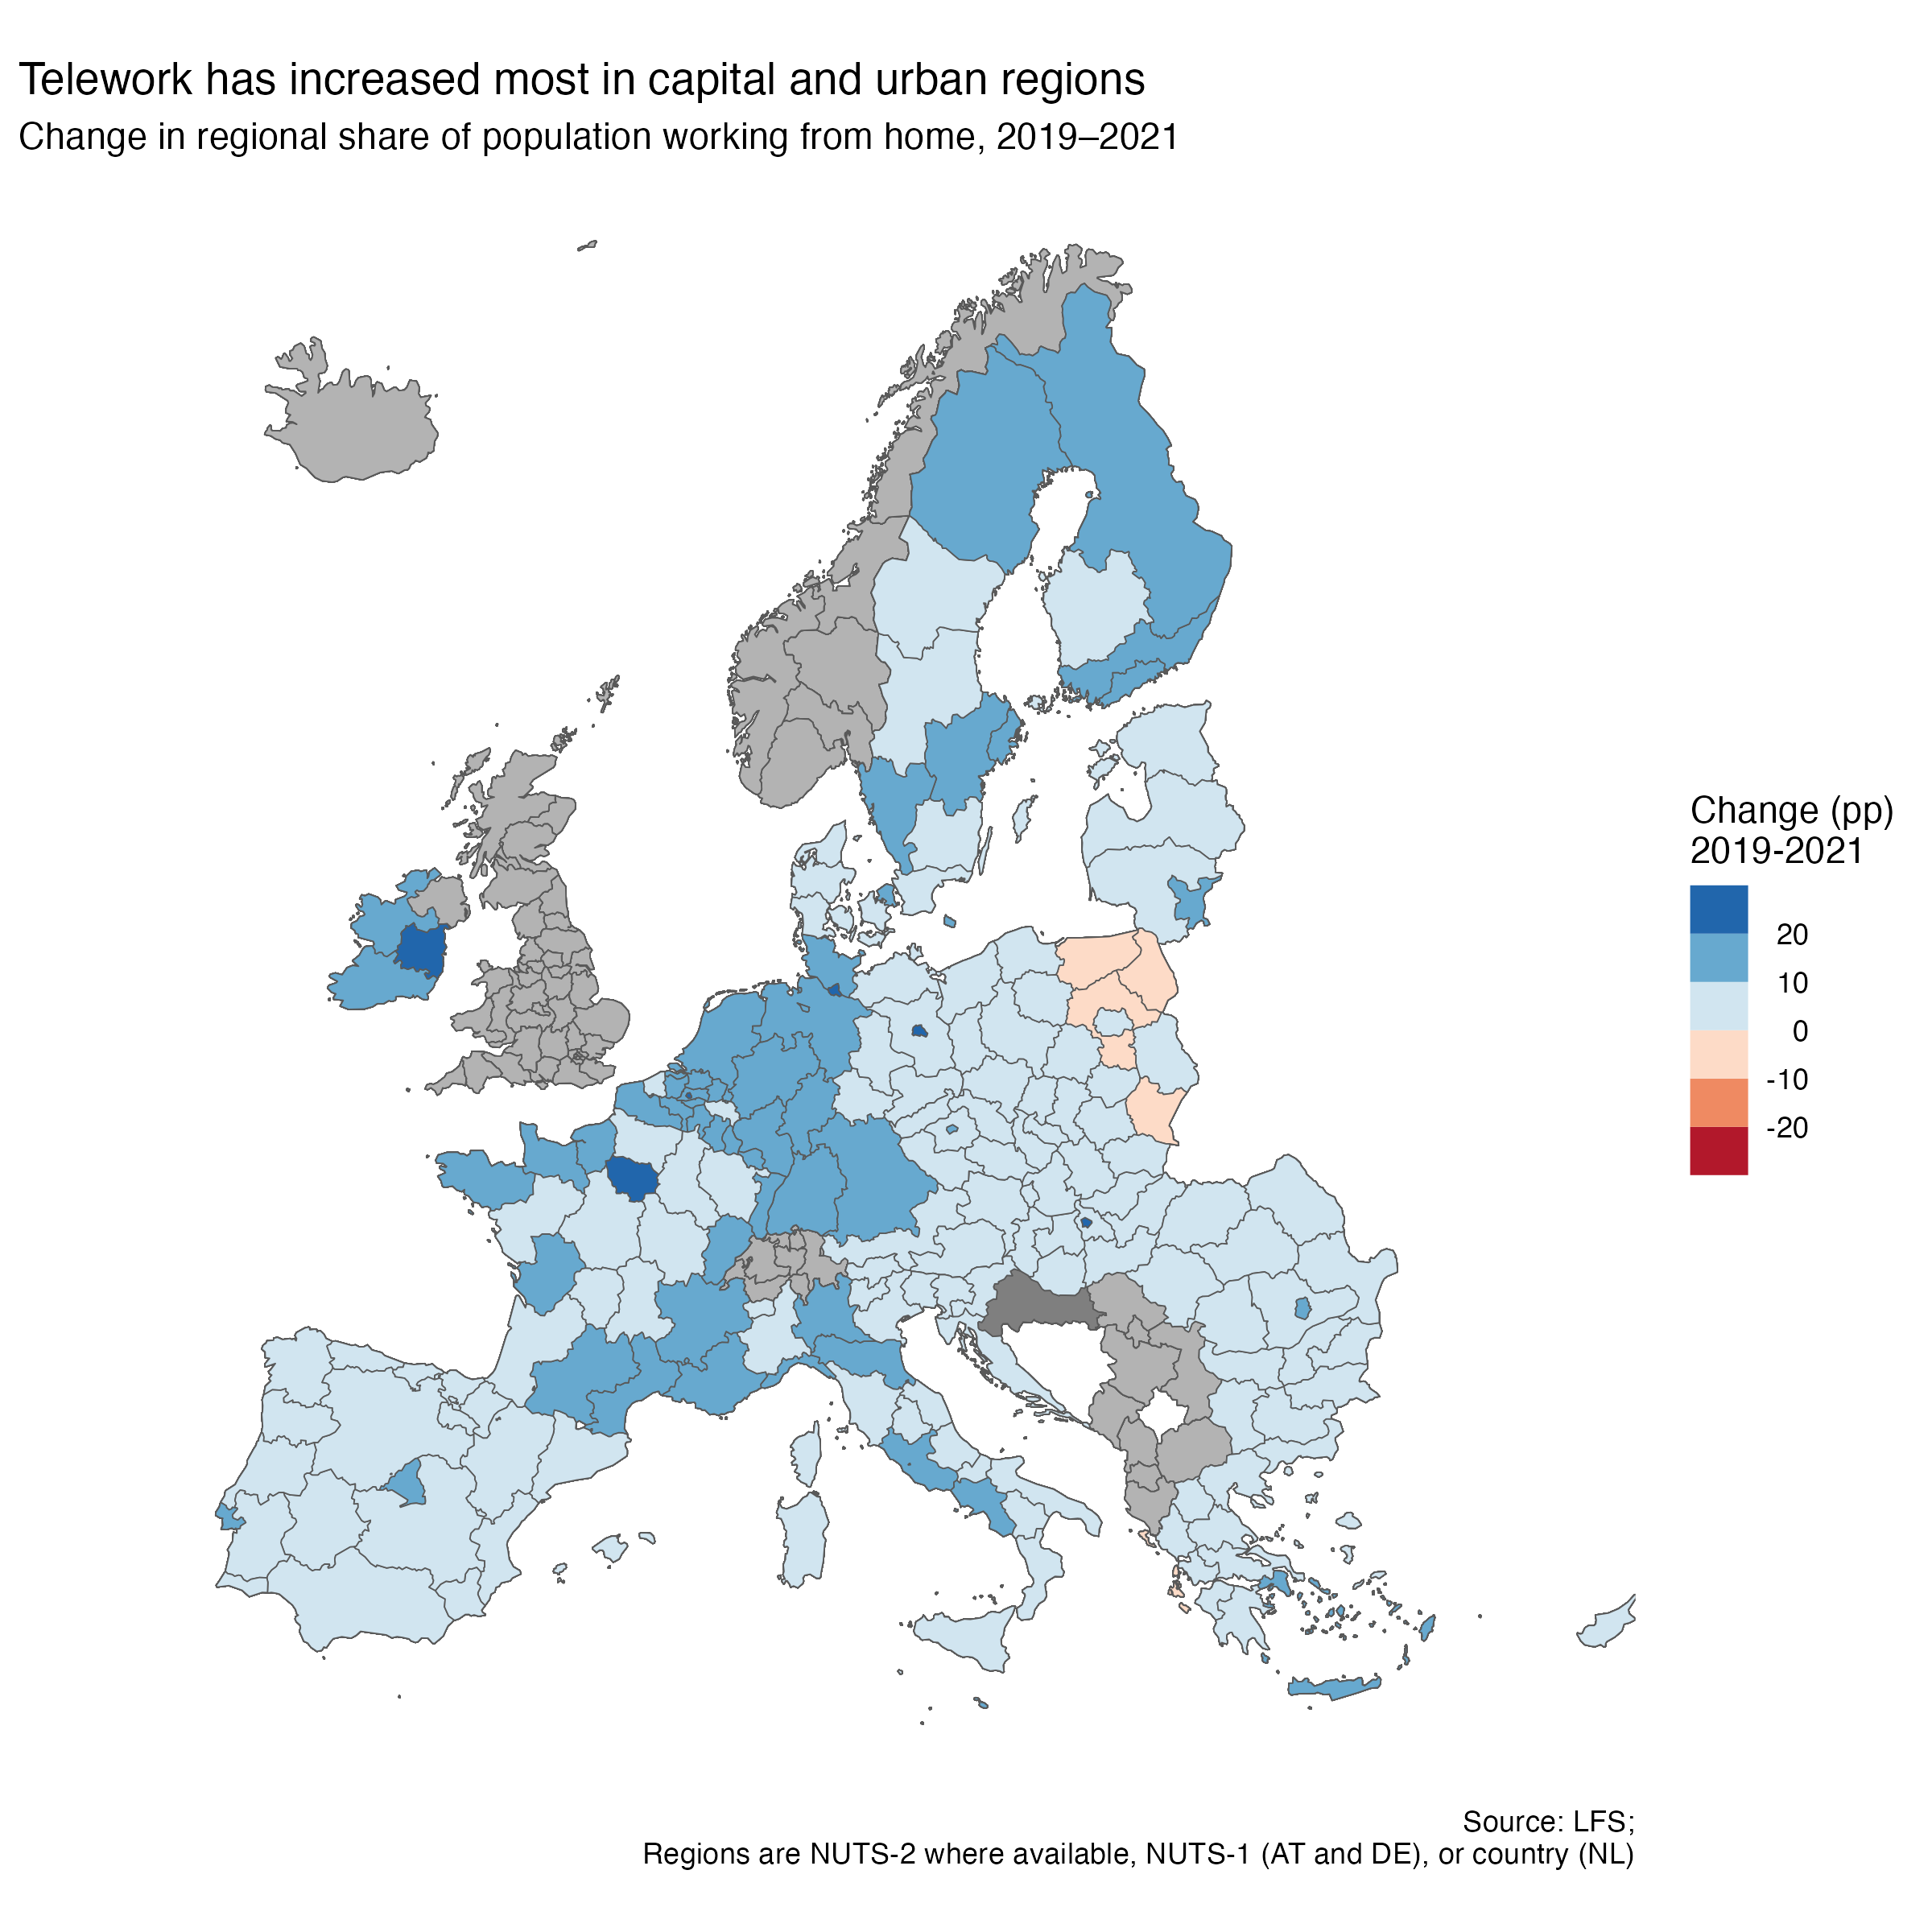 Telework has increased most in capital and urban regions
Change in regional share of population working from home, 2019–2021
Change (pp)
2019-2021
20
10
0
-10
-20
Source: LFS;
Regions are NUTS-2 where available, NUTS-1 (AT and DE), or country (NL)